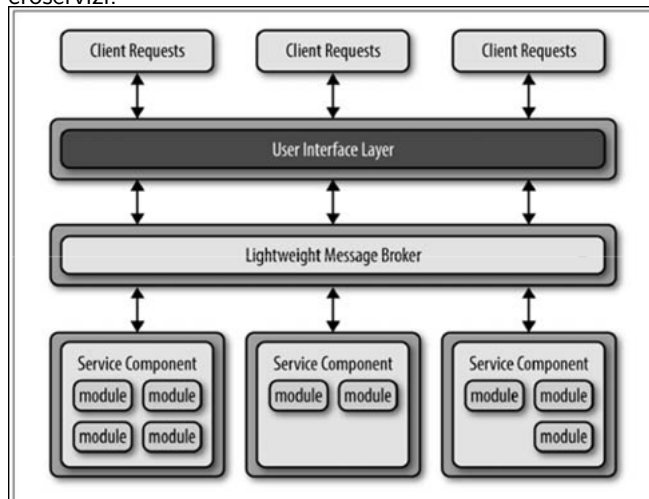 eroservizi.
Client Requests Client Requests Client Requests
User Interface Layer
Lightweight Message Broker
Service Component Service Component Service Component
module module module module module module
module module module